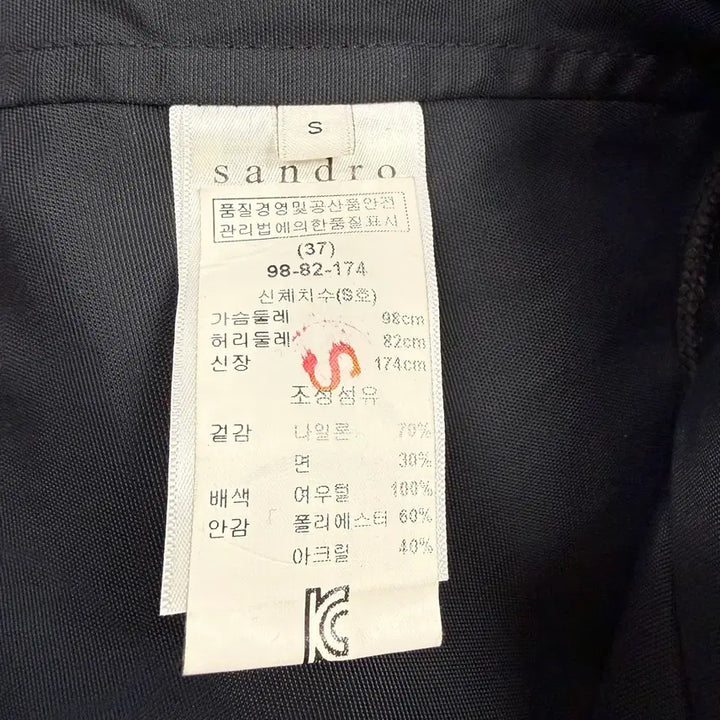 S
sandro
품질경영및공산품안전
관리법에의한품질표시
(37)
98-82-174
신체치수(S호)
가슴둘레 98cm
허리둘레 82cm
신장 174cm
S
조성섬유
겉감 나일론 70%
면 30%
배색 여우털 100%
안감 폴리에스터 60%
아크릴 40%
KC